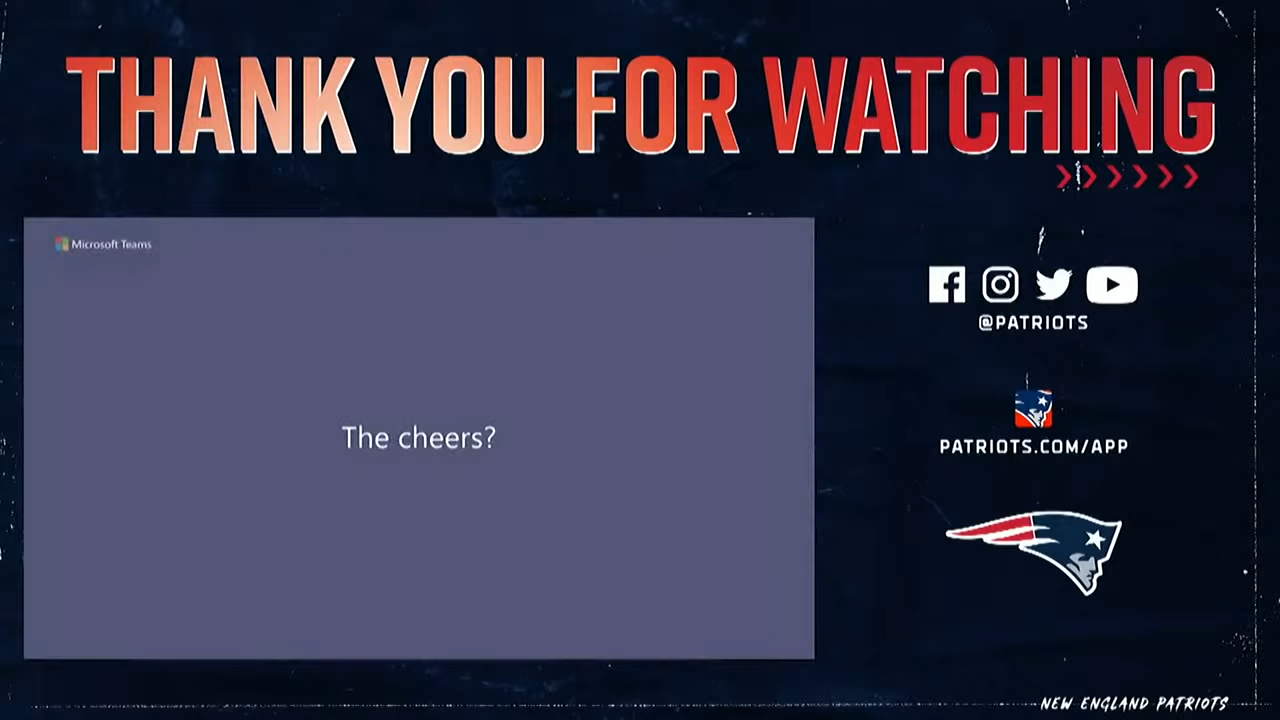 THANK YOU FOR WATCHING
Microsoft Teams
The cheers?
@PATRIOTS
PATRIOTS.COM/APP
NEW ENGLAND PATRIOTS